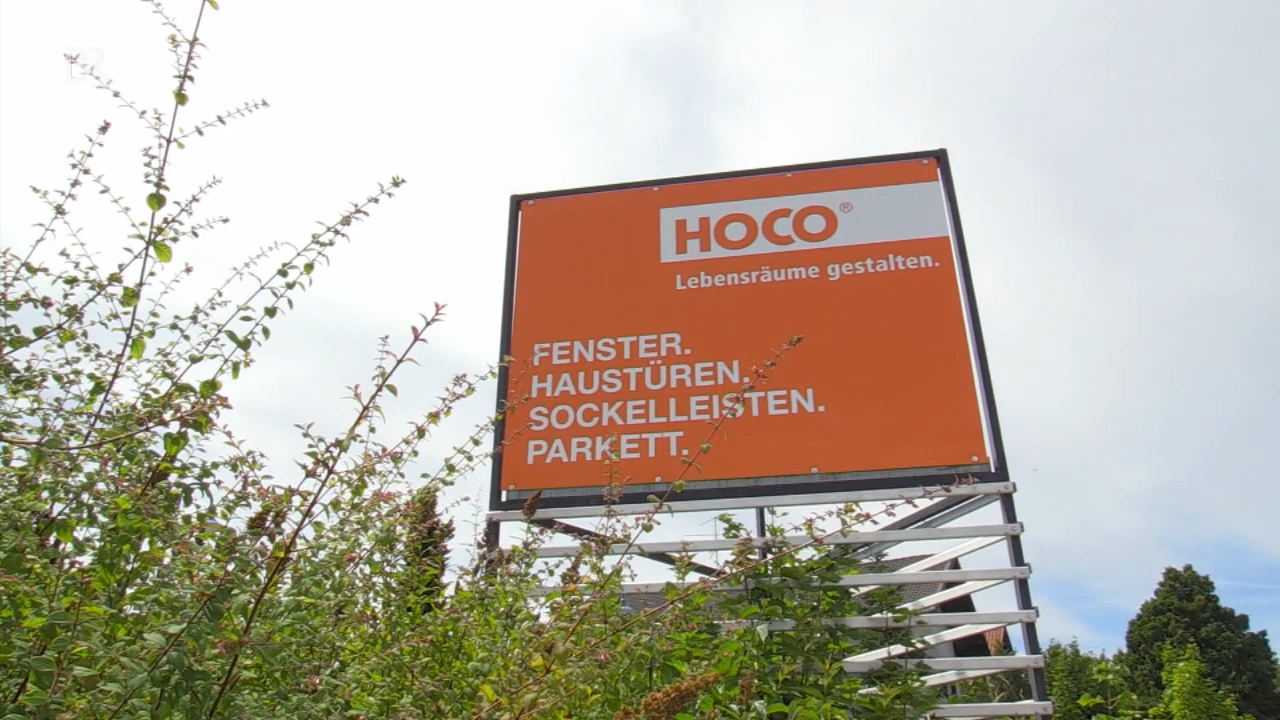 HOCO®
Lebensräume gestalten.
FENSTER.
HAUSTÜREN.
SOCKELLEISTEN.
PARKETT.